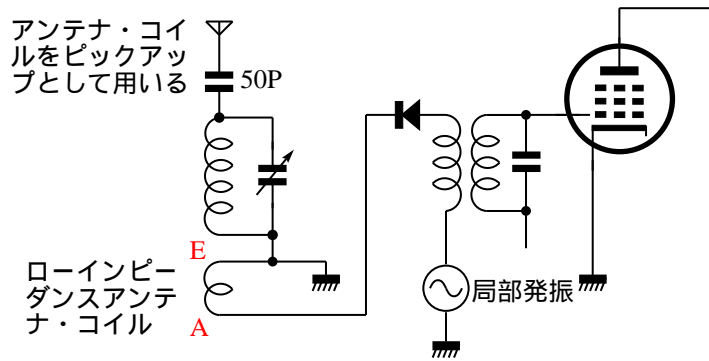 アンテナ・コイ
ルをピックアッ
プとして用いる
50P
E
ローインピー
ダンスアンテ
ナ・コイル
A
局部発振